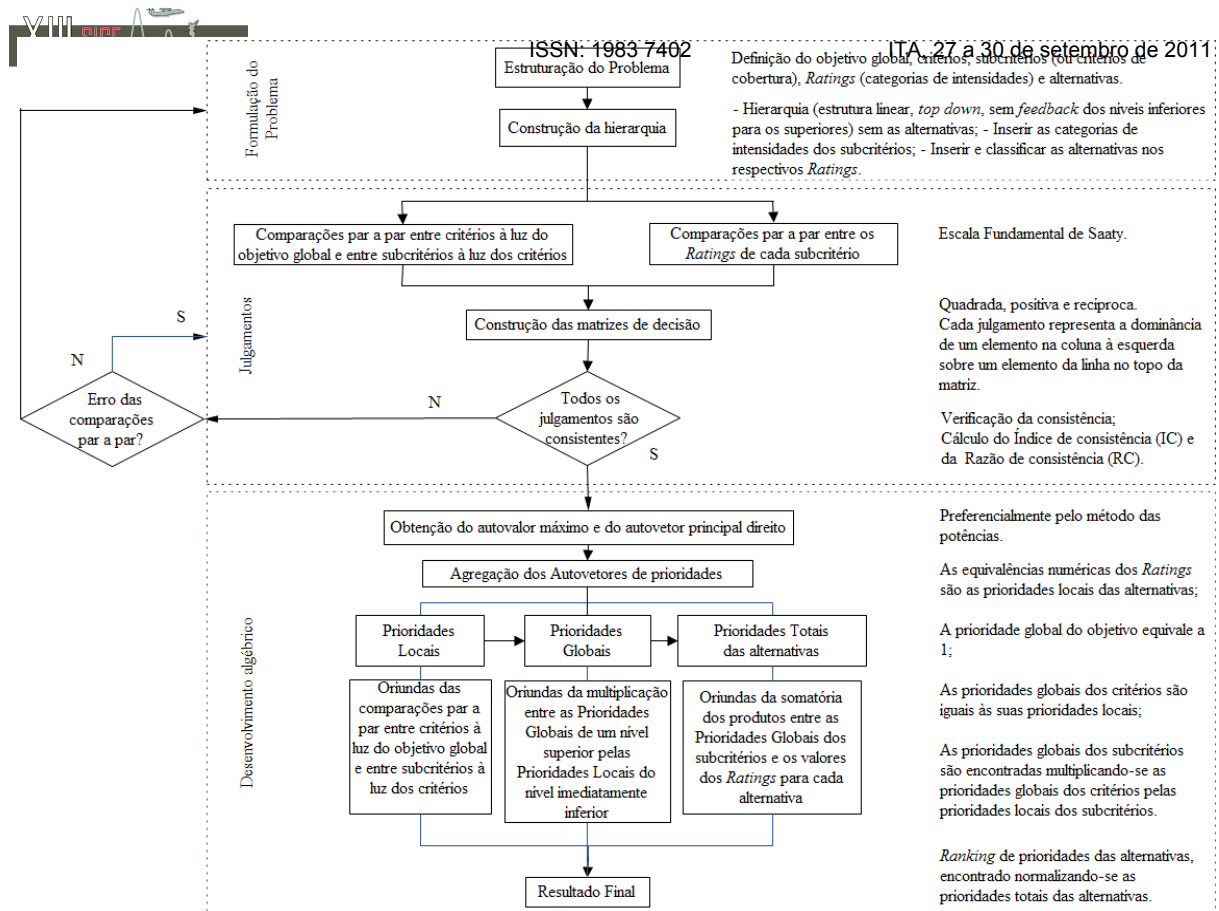 VIII SIGE
ISSN: 1983 7402
ITA, 27 a 30 de setembro de 2011
Formulação do
Problema
Estruturação do Problema
Definição do objetivo global, critérios, subcritérios (ou critérios de
cobertura), Ratings (categorias de intensidades) e alternativas.
Construção da hierarquia
- Hierarquia (estrutura linear, top down, sem feedback dos níveis inferiores
para os superiores) sem as alternativas; - Inserir as categorias de
intensidades dos subcritérios; - Inserir e classificar as alternativas nos
respectivos Ratings.
Julgamentos
Comparações par a par entre critérios à luz do
objetivo global e entre subcritérios à luz dos critérios
Comparações par a par entre os
Ratings de cada subcritério
Escala Fundamental de Saaty.
Construção das matrizes de decisão
Quadrada, positiva e reciproca.
Cada julgamento representa a dominância
de um elemento na coluna à esquerda
sobre um elemento da linha no topo da
matriz.
S
N
Erro das
comparações
par a par?
N
Todos os
julgamentos são
consistentes?
S
Verificação da consistência;
Cálculo do Índice de consistência (IC) e
da Razão de consistência (RC).
Desenvolvimento algébrico
Obtenção do autovalor máximo e do autovetor principal direito
Preferencialmente pelo método das
potências.
Agregação dos Autovetores de prioridades
As equivalências numéricas dos Ratings
são as prioridades locais das alternativas;
Prioridades
Locais
Prioridades
Globais
Prioridades Totais
das alternativas
A prioridade global do objetivo equivale a
1;
Oriundas das
comparações par a
par entre critérios à
luz do objetivo global
e entre subcritérios à
luz dos critérios
Oriundas da multiplicação
entre as Prioridades
Globais de um nível
superior pelas
Prioridades Locais do
nível imediatamente
inferior
Oriundas da somatória
dos produtos entre as
Prioridades Globais dos
subcritérios e os valores
dos Ratings para cada
alternativa
As prioridades globais dos critérios são
iguais às suas prioridades locais;
As prioridades globais dos subcritérios
são encontradas multiplicando-se as
prioridades globais dos critérios pelas
prioridades locais dos subcritérios.
Resultado Final
Ranking de prioridades das alternativas,
encontrado normalizando-se as
prioridades totais das alternativas.